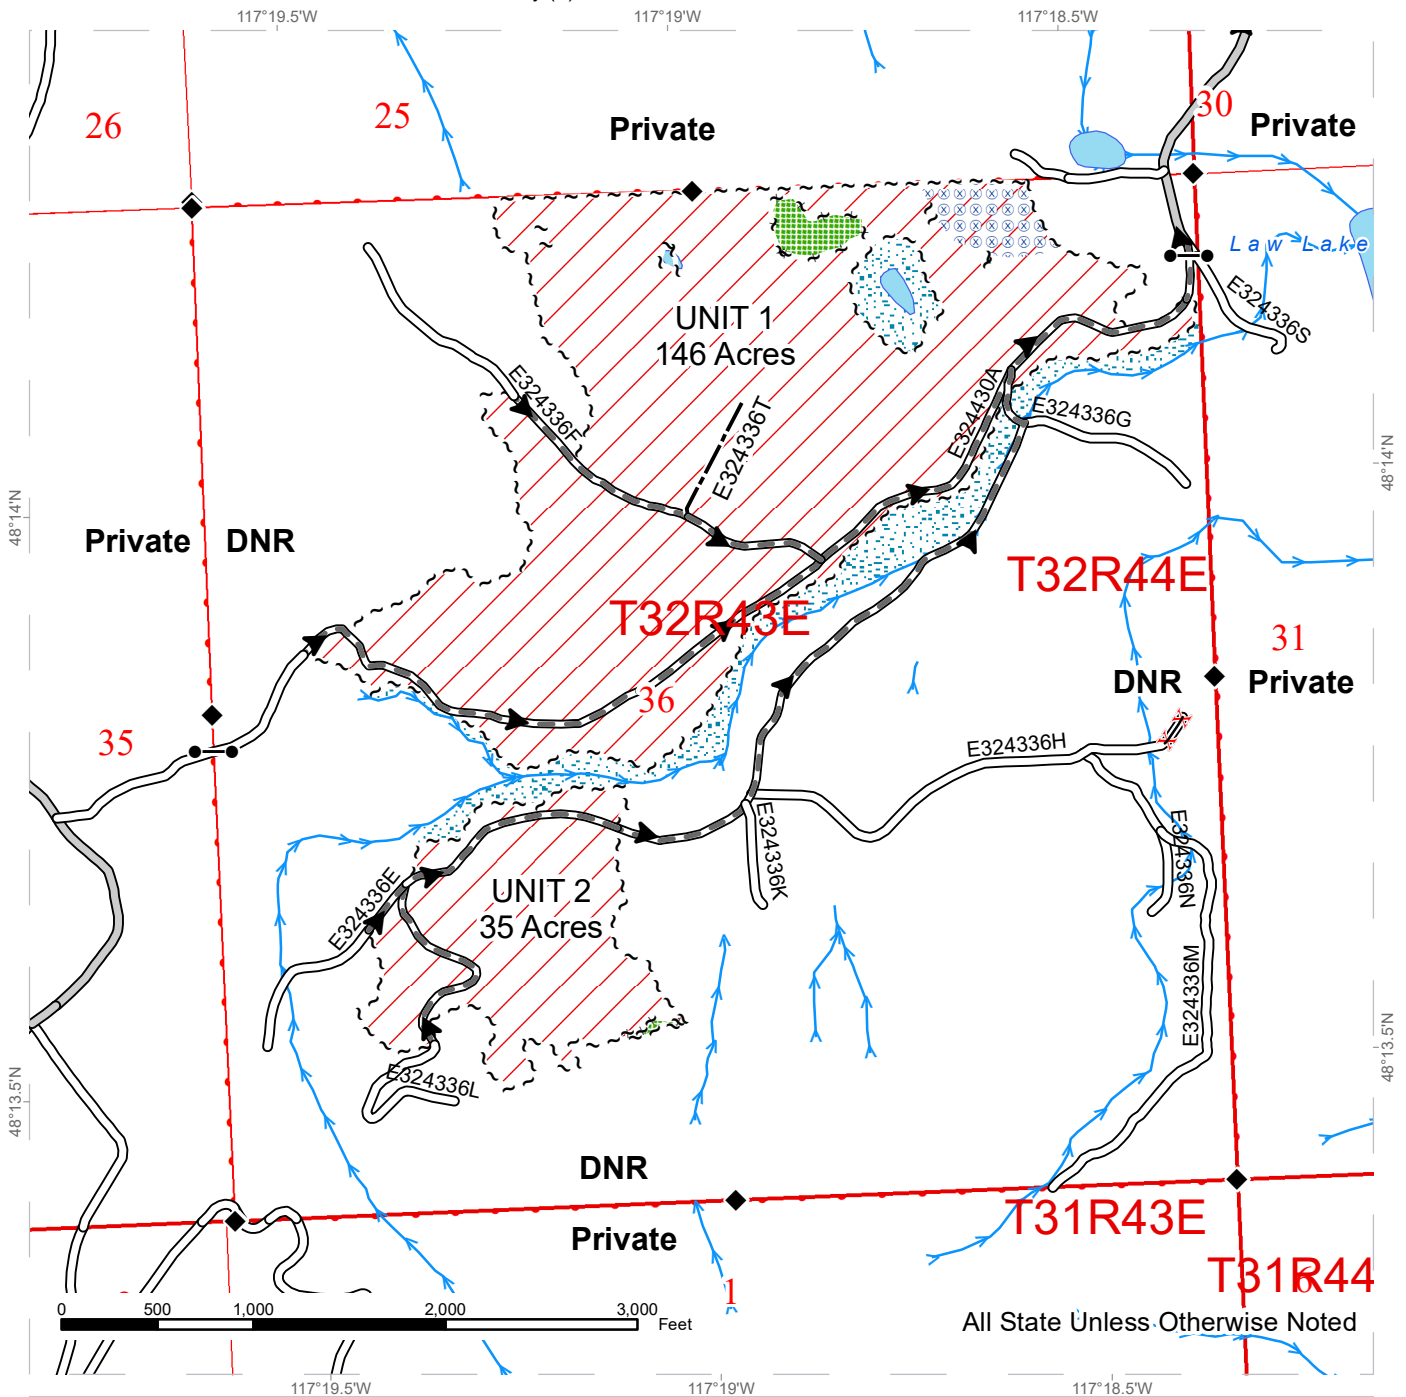 117°19.5'W
117°19'W
117°18.5'W
26
25
Private
30
Private
Law Lake
E324336S
UNIT 1
146 Acres
E324336F
E324336T
E324430A
E324336G
48°14'N
48°14'N
Private
DNR
T32R43E
T32R44E
31
DNR
Private
36
35
E324336H
E324336K
E324336N
E324336E
UNIT 2
35 Acres
E324336M
E324336L
48°13.5'N
48°13.5'N
DNR
Private
T31R43E
T31R44
6
1
0
500
1,000
2,000
3,000
Feet
All State Unless Otherwise Noted
117°19.5'W
117°19'W
117°18.5'W